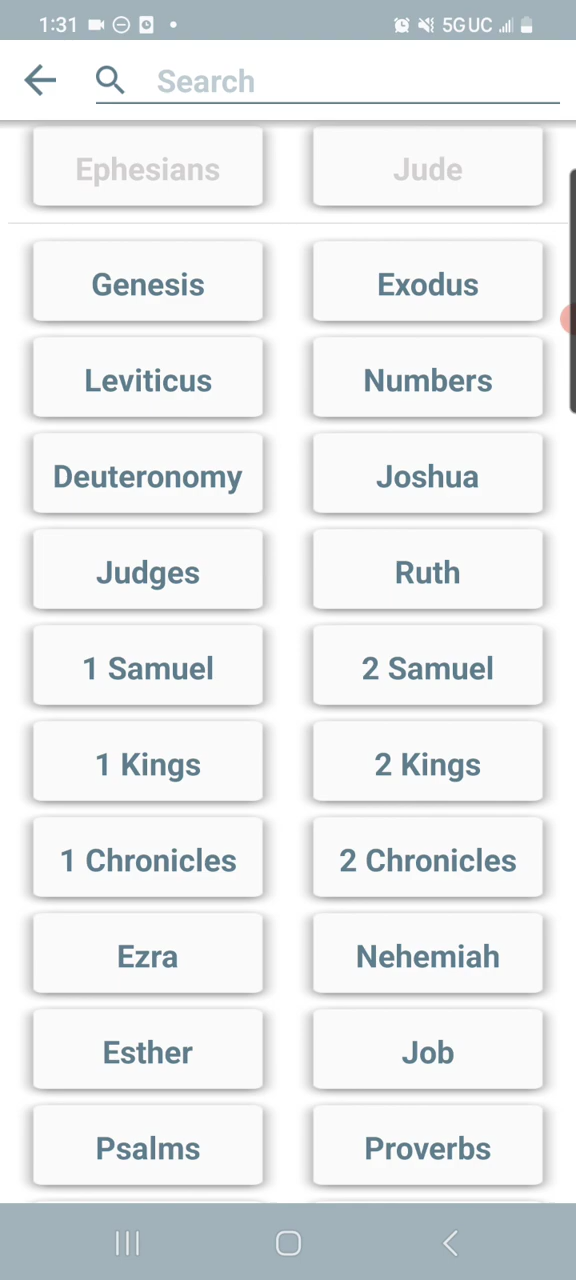 1:31 5G UC
Search
Ephesians Jude
Genesis Exodus
Leviticus Numbers
Deuteronomy Joshua
Judges Ruth
1 Samuel 2 Samuel
1 Kings 2 Kings
1 Chronicles 2 Chronicles
Ezra Nehemiah
Esther Job
Psalms Proverbs